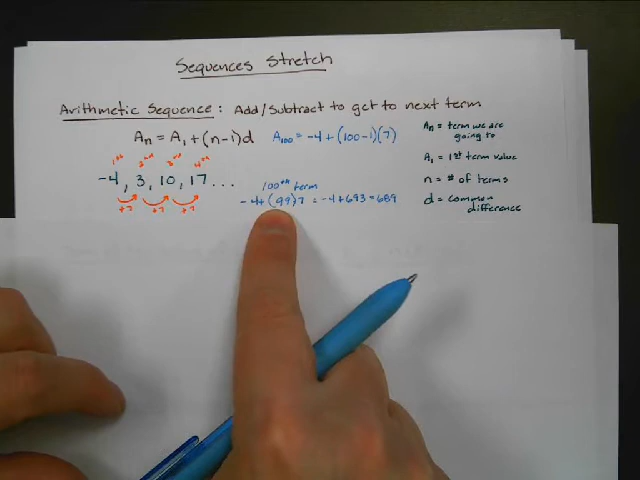 Sequences Stretch
Arithmetic Sequence: Add/Subtract to get to next term
An = A1 + (n-1)d
A100 = -4 + (100-1)(7)
An = term we are
going to
A1 = 1st term value
n = # of terms
d = common
difference
1st 2nd 3rd 4th
-4, 3, 10, 17 ...
+7 +7 +7
100th term
-4+(99)7 = -4+693=689